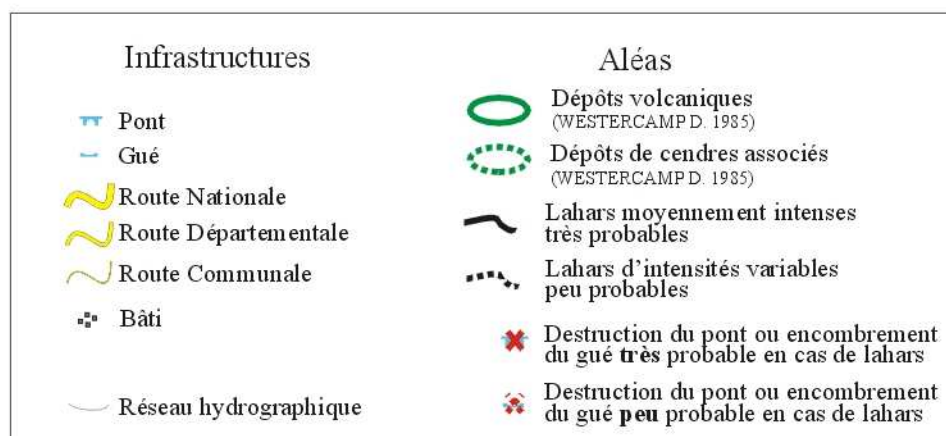 Infrastructures
Pont
Gué
Route Nationale
Route Départementale
Route Communale
Bâti
Réseau hydrographique
Aléas
Dépôts volcaniques
(WESTERCAMP D. 1985)
Dépôts de cendres associés
(WESTERCAMP D. 1985)
Lahars moyennement intenses
très probables
Lahars d'intensités variables
peu probables
Destruction du pont ou encombrement
du gué très probable en cas de lahars
Destruction du pont ou encombrement
du gué peu probable en cas de lahars